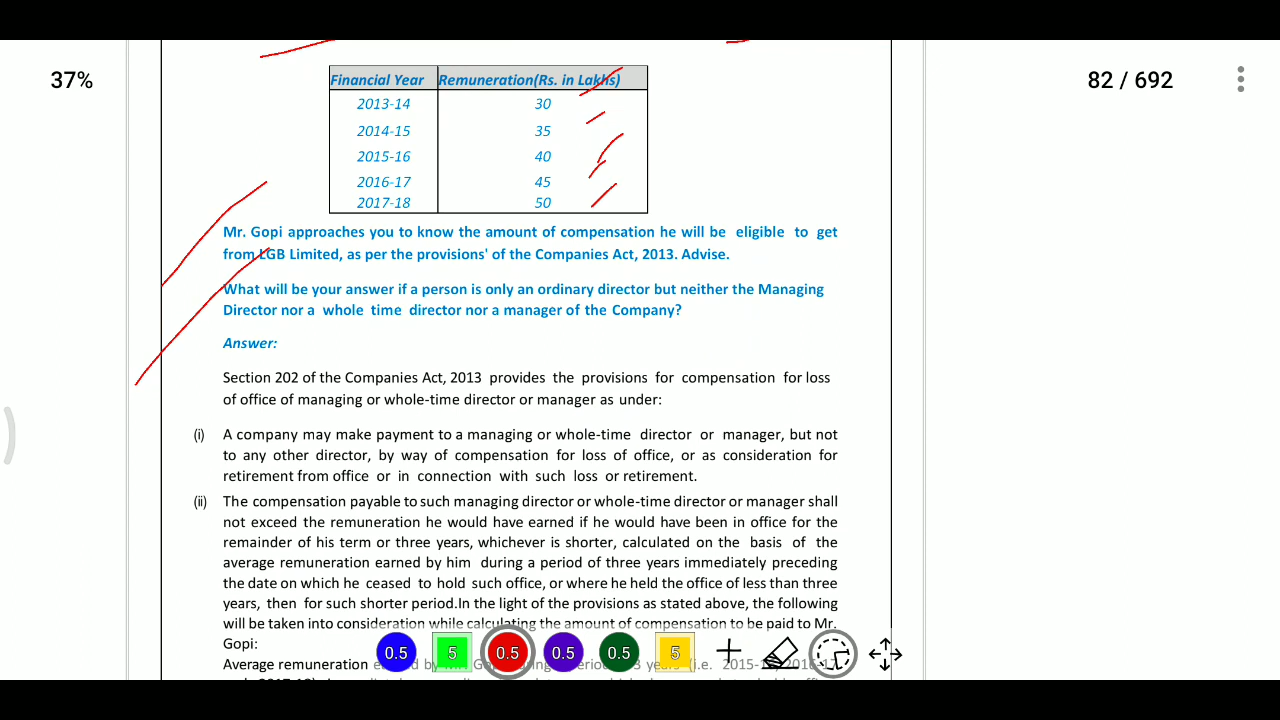 37%
82 / 692
Financial Year Remuneration(Rs. in Lakhs)
2013-14 30
2014-15 35
2015-16 40
2016-17 45
2017-18 50
Mr. Gopi approaches you to know the amount of compensation he will be eligible to get
from LGB Limited, as per the provisions' of the Companies Act, 2013. Advise.
What will be your answer if a person is only an ordinary director but neither the Managing
Director nor a whole time director nor a manager of the Company?
Answer:
Section 202 of the Companies Act, 2013 provides the provisions for compensation for loss
of office of managing or whole-time director or manager as under:
(i) A company may make payment to a managing or whole-time director or manager, but not
to any other director, by way of compensation for loss of office, or as consideration for
retirement from office or in connection with such loss or retirement.
(ii) The compensation payable to such managing director or whole-time director or manager shall
not exceed the remuneration he would have earned if he would have been in office for the
remainder of his term or three years, whichever is shorter, calculated on the basis of the
average remuneration earned by him during a period of three years immediately preceding
the date on which he ceased to hold such office, or where he held the office of less than three
years, then for such shorter period.In the light of the provisions as stated above, the following
will be taken into consideration while calculating the amount of compensation to be paid to Mr.
Gopi:
0.5 5 0.5 0.5 0.5 5
Average remuneration